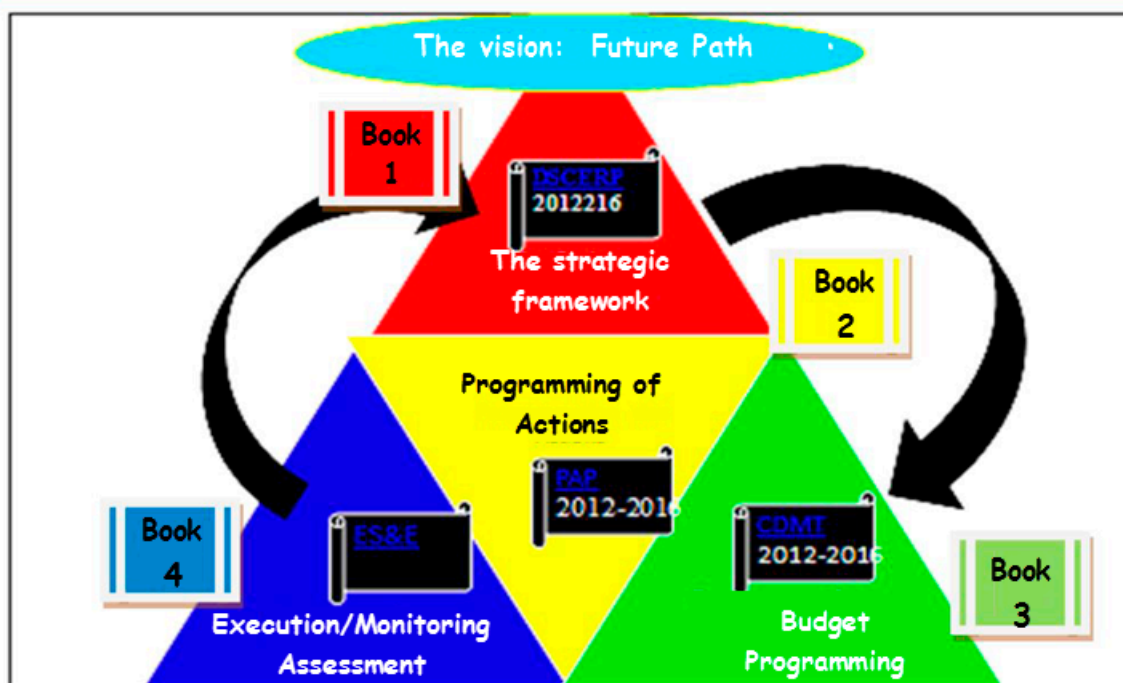 The vision: Future Path
Book
1
DSCERP
2012216
The strategic
framework
Book
2
Programming of
Actions
PAP
2012-2016
Book
4
ES&E
CDMT
2012-2016
Book
3
Execution/Monitoring
Assessment
Budget
Programming